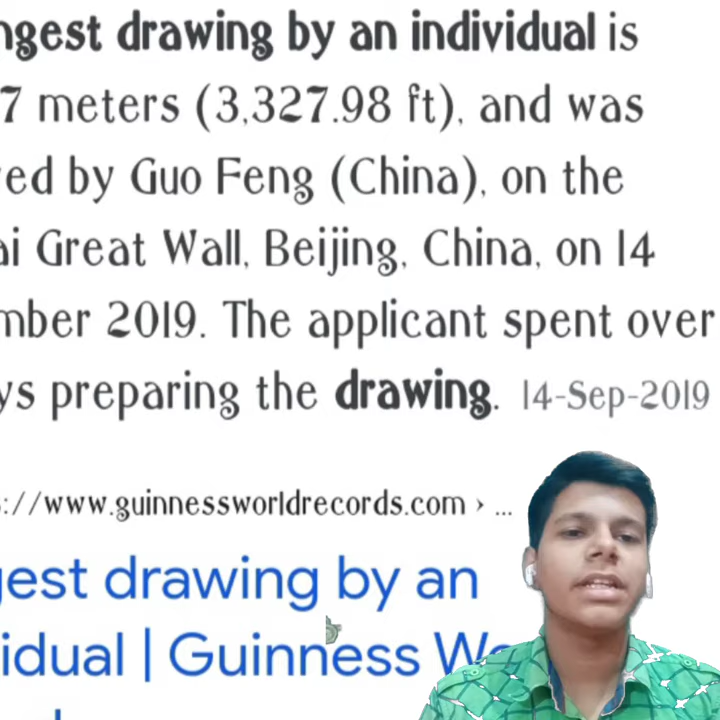 ngest drawing by an individual is
7 meters (3,327.98 ft), and was
ed by Guo Feng (China), on the
ai Great Wall, Beijing, China, on 14
mber 2019. The applicant spent over
ys preparing the drawing. 14-Sep-2019
://www.guinnessworldrecords.com › ...
gest drawing by an
idual | Guinness Wo